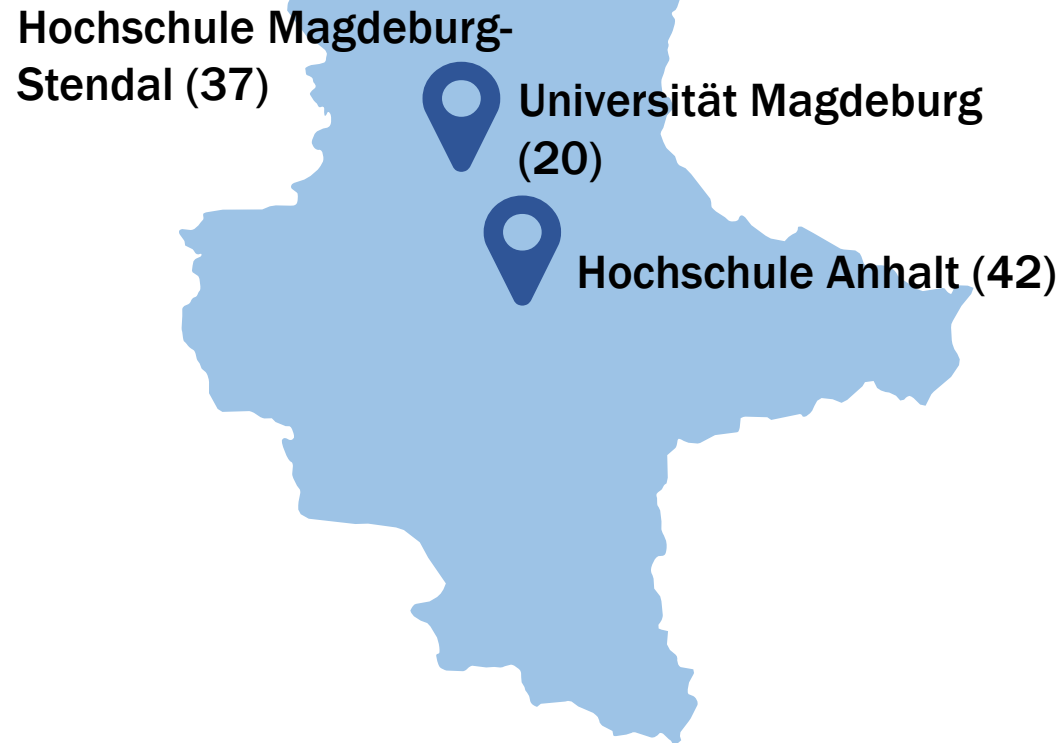 Hochschule Magdeburg-
Stendal (37)
Universität Magdeburg
(20)
Hochschule Anhalt (42)